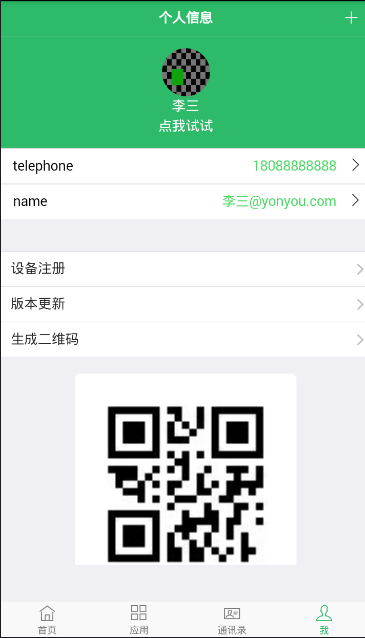 个人信息
李三
点我试试
telephone 18088888888
name 李三@yonyou.com
设备注册
版本更新
生成二维码
首页 应用 通讯录 我